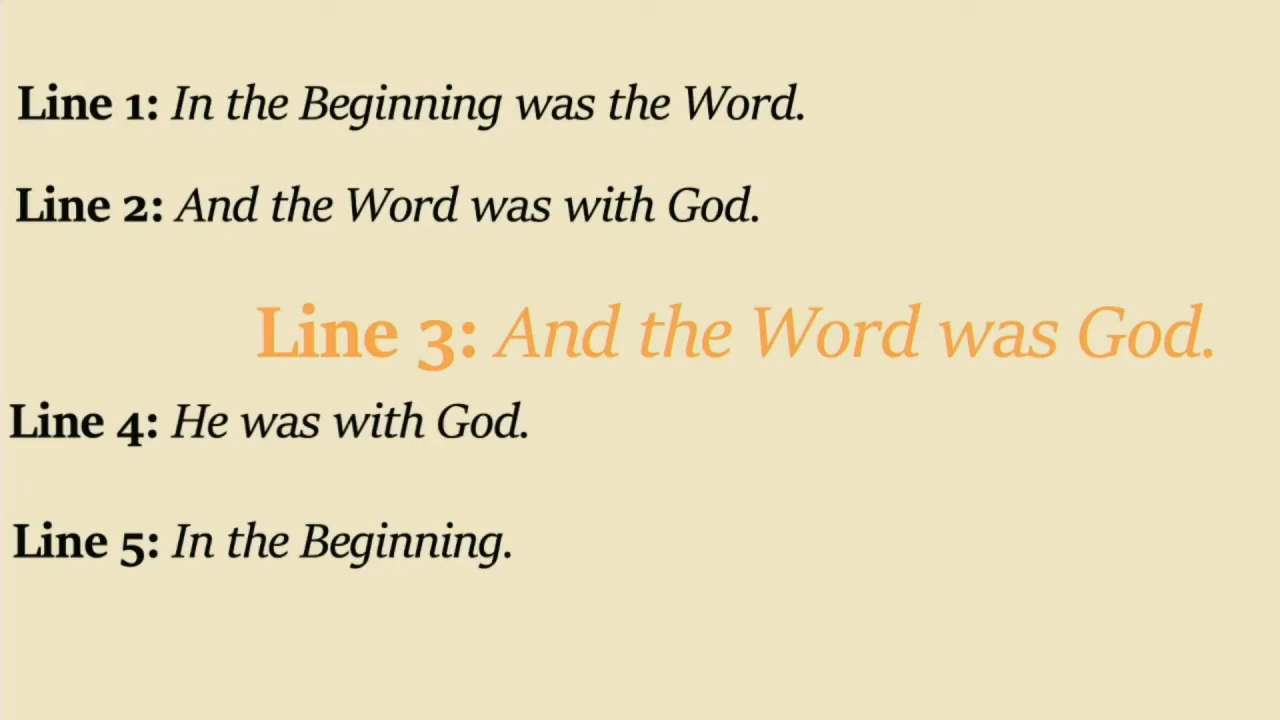 Line 1: In the Beginning was the Word.
Line 2: And the Word was with God.
Line 3: And the Word was God.
Line 4: He was with God.
Line 5: In the Beginning.